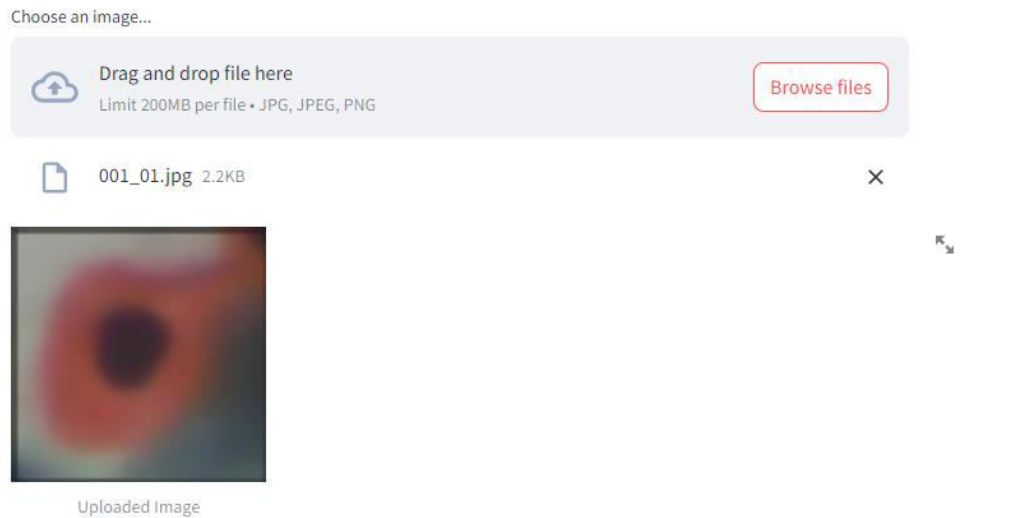 Choose an image...
Drag and drop file here
Limit 200MB per file • JPG, JPEG, PNG
Browse files
001_01.jpg 2.2KB
Uploaded Image